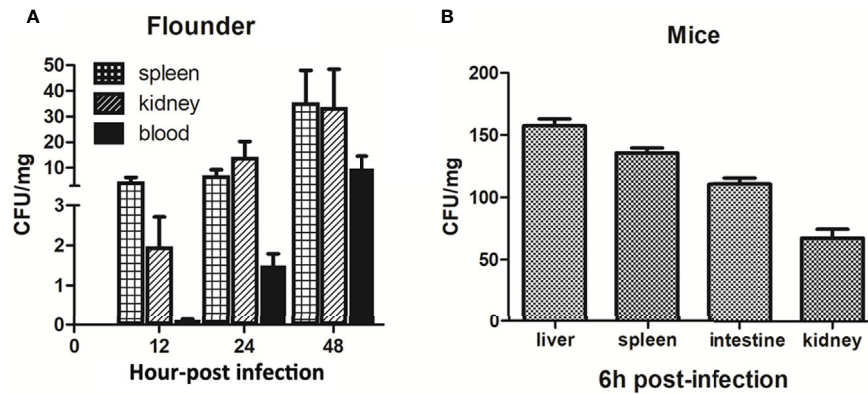 A
Flounder
50
40
30
20
10
3
2
1
0
CFU/mg
spleen
kidney
blood
0 12 24 48
Hour-post infection
B
Mice
200
150
100
50
0
CFU/mg
liver spleen intestine kidney
6h post-infection